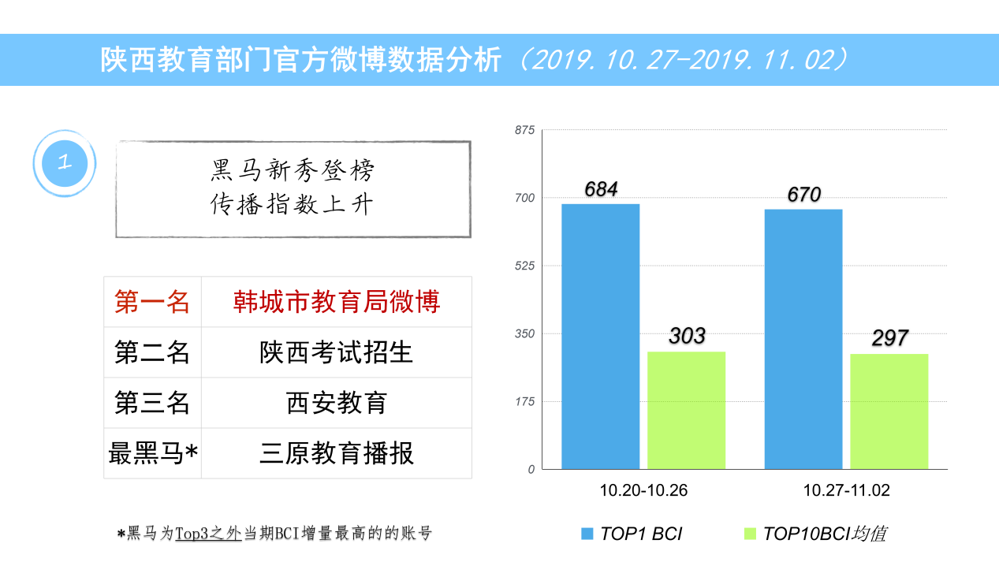 陕西教育部门官方微博数据分析（2019.10.27-2019.11.02）
1
黑马新秀登榜
传播指数上升
第一名 韩城市教育局微博
第二名 陕西考试招生
第三名 西安教育
最黑马* 三原教育播报
*黑马为Top3之外当期BCI增量最高的的账号
875
700
525
350
175
0
684
303
670
297
10.20-10.26
10.27-11.02
TOP1 BCI
TOP10BCI均值